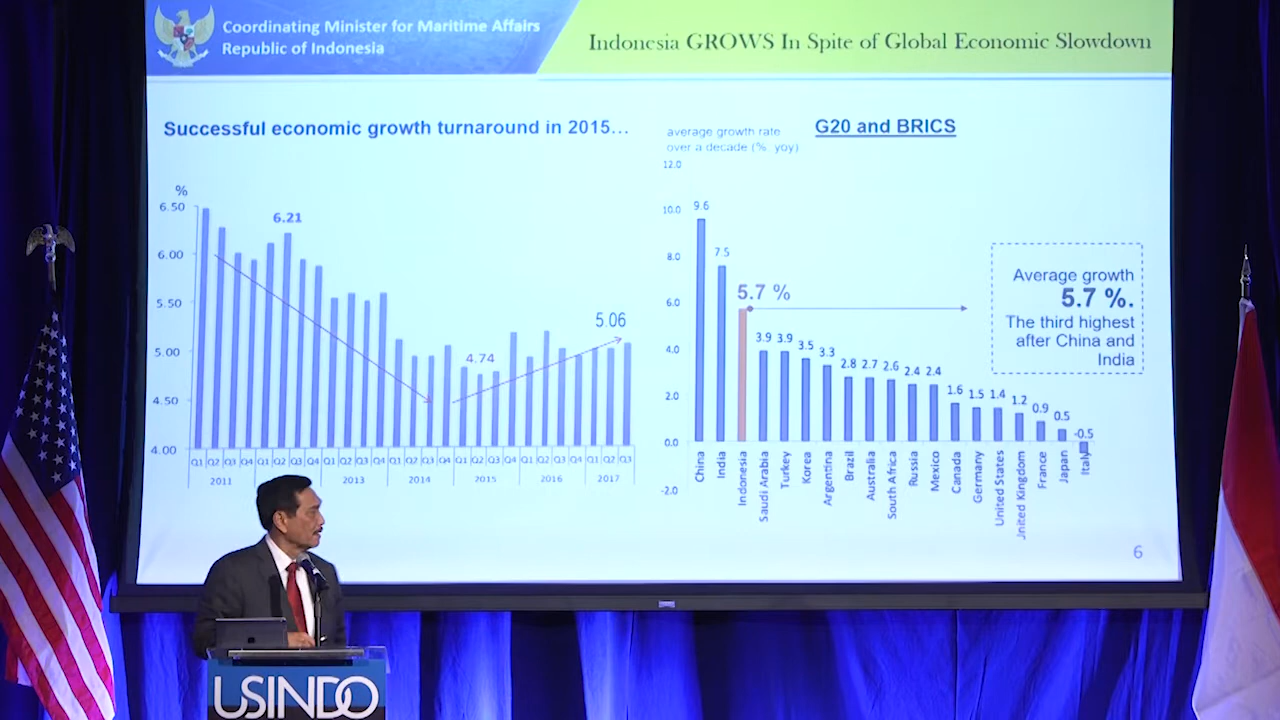 Coordinating Minister for Maritime Affairs
Republic of Indonesia
Indonesia GROWS In Spite of Global Economic Slowdown
Successful economic growth turnaround in 2015…
%
6.50
6.00
5.50
5.00
4.50
4.00
6.21
4.74
5.06
Q1 Q2 Q3 Q4 Q1 Q2 Q3 Q4 Q1 Q2 Q3 Q4 Q1 Q2 Q3 Q4 Q1 Q2 Q3 Q4 Q1 Q2 Q3 Q4 Q1 Q2 Q3
2011 2013 2014 2015 2016 2017
average growth rate
over a decade (% yoy)
G20 and BRICS
12.0
10.0
8.0
6.0
4.0
2.0
0.0
-2.0
9.6 7.5 5.7 % 3.9 3.9 3.5 3.3 2.8 2.7 2.6 2.4 2.4 1.6 1.5 1.4 1.2 0.9 0.5 -0.5
China
India
Indonesia
Saudi Arabia
Turkey
Korea
Argentina
Brazil
Australia
South Africa
Russia
Mexico
Canada
Germany
United States
United Kingdom
France
Japan
Italy
Average growth
5.7 %.
The third highest
after China and
India
6
USINDO